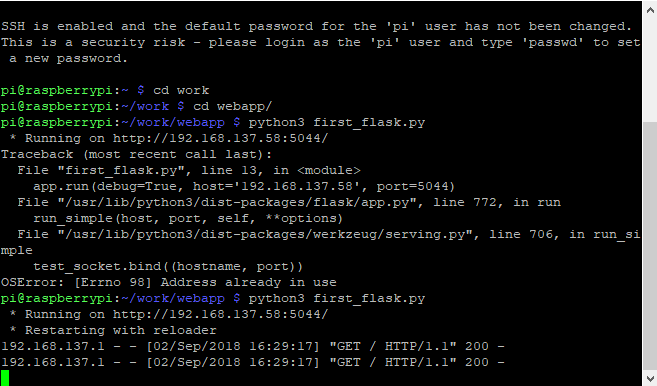 SSH is enabled and the default password for the 'pi' user has not been changed.
This is a security risk - please login as the 'pi' user and type 'passwd' to set
 a new password.
pi@raspberrypi:~ $ cd work
pi@raspberrypi:~/work $ cd webapp/
pi@raspberrypi:~/work/webapp $ python3 first_flask.py
 * Running on http://192.168.137.58:5044/
Traceback (most recent call last):
  File "first_flask.py", line 13, in <module>
    app.run(debug=True, host='192.168.137.58', port=5044)
  File "/usr/lib/python3/dist-packages/flask/app.py", line 772, in run
    run_simple(host, port, self, **options)
  File "/usr/lib/python3/dist-packages/werkzeug/serving.py", line 706, in run_si
mple
    test_socket.bind((hostname, port))
OSError: [Errno 98] Address already in use
pi@raspberrypi:~/work/webapp $ python3 first_flask.py
 * Running on http://192.168.137.58:5044/
 * Restarting with reloader
192.168.137.1 - - [02/Sep/2018 16:29:17] "GET / HTTP/1.1" 200 -
192.168.137.1 - - [02/Sep/2018 16:29:17] "GET / HTTP/1.1" 200 -